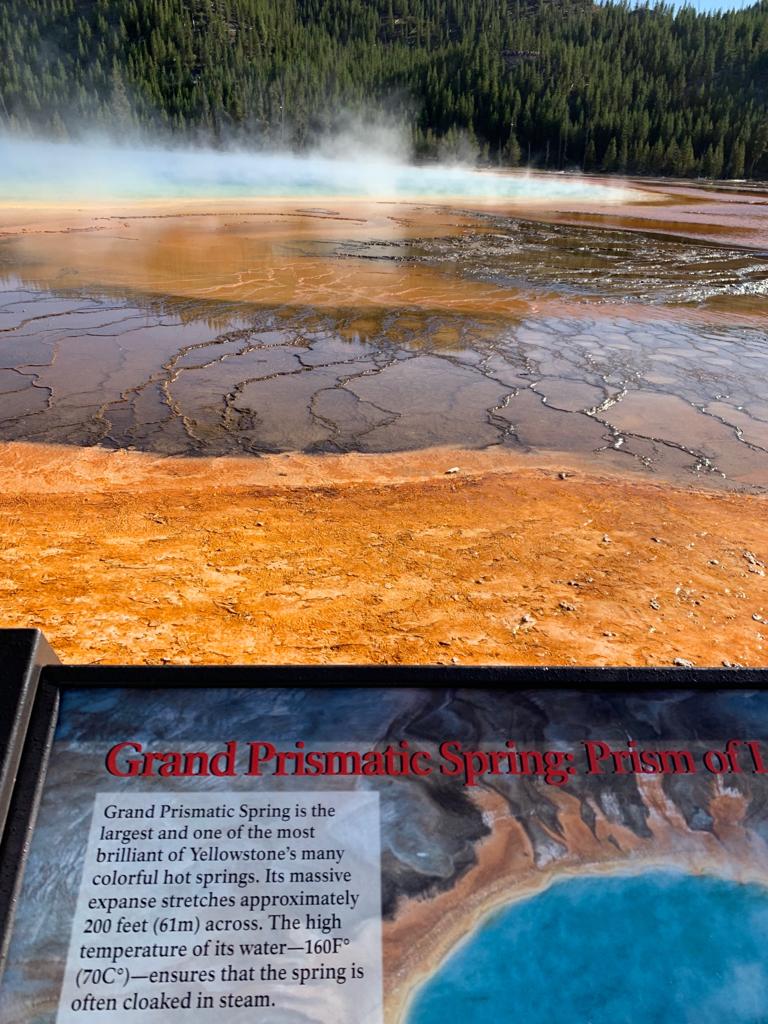 Grand Prismatic Spring: Prism of
Grand Prismatic Spring is the
largest and one of the most
brilliant of Yellowstone's many
colorful hot springs. Its massive
expanse stretches approximately
200 feet (61m) across. The high
temperature of its water—160F°
(70C°)—ensures that the spring is
often cloaked in steam.